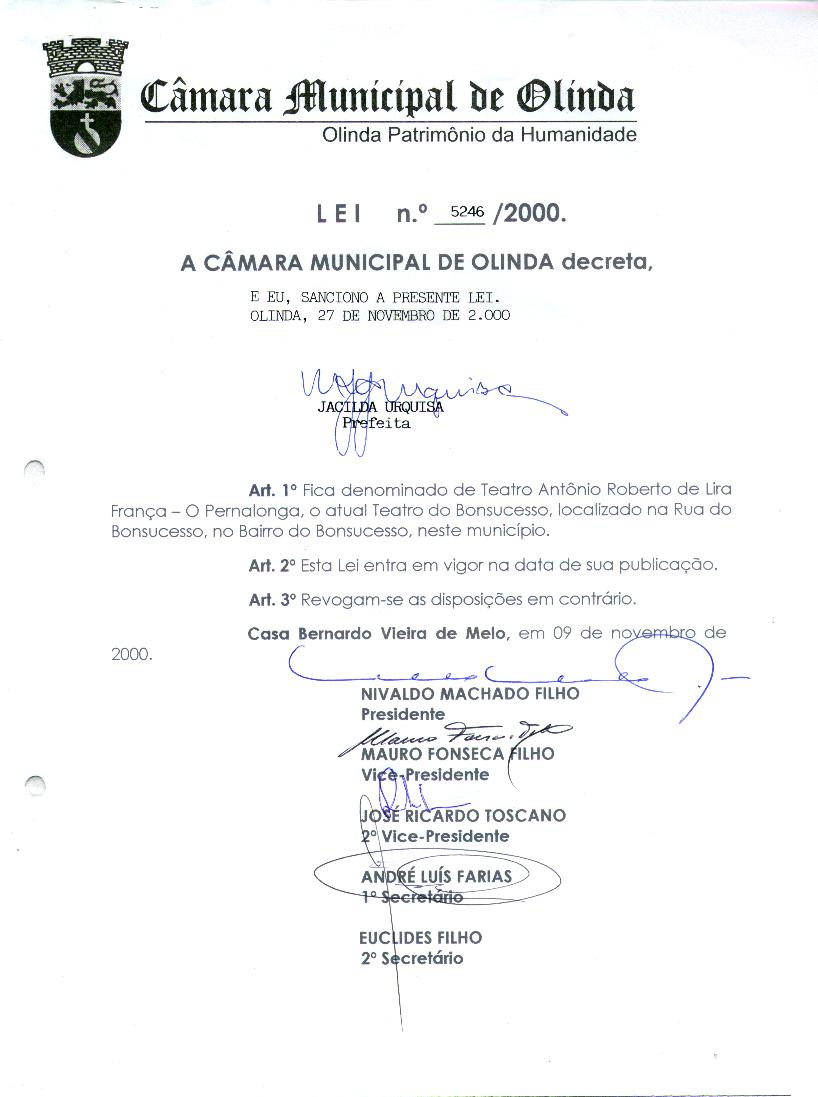 Câmara Municipal de Olinda
Olinda Patrimônio da Humanidade
LEI n.º 5246 /2000.
A CÂMARA MUNICIPAL DE OLINDA decreta,
E EU, SANCIONO A PRESENTE LEI.
OLINDA, 27 DE NOVEMBRO DE 2.000
JACILDA URQUISA
Prefeita
Art. 1º Fica denominado de Teatro Antônio Roberto de Lira
França – O Pernalonga, o atual Teatro do Bonsucesso, localizado na Rua do
Bonsucesso, no Bairro do Bonsucesso, neste município.
Art. 2º Esta Lei entra em vigor na data de sua publicação.
Art. 3º Revogam-se as disposições em contrário.
Casa Bernardo Vieira de Melo, em 09 de novembro de
2000.
NIVALDO MACHADO FILHO
Presidente
MAURO FONSECA FILHO
Vice-Presidente
JOSÉ RICARDO TOSCANO
2º Vice-Presidente
ANDRÉ LUÍS FARIAS
1º Secretário
EUCLIDES FILHO
2º Secretário